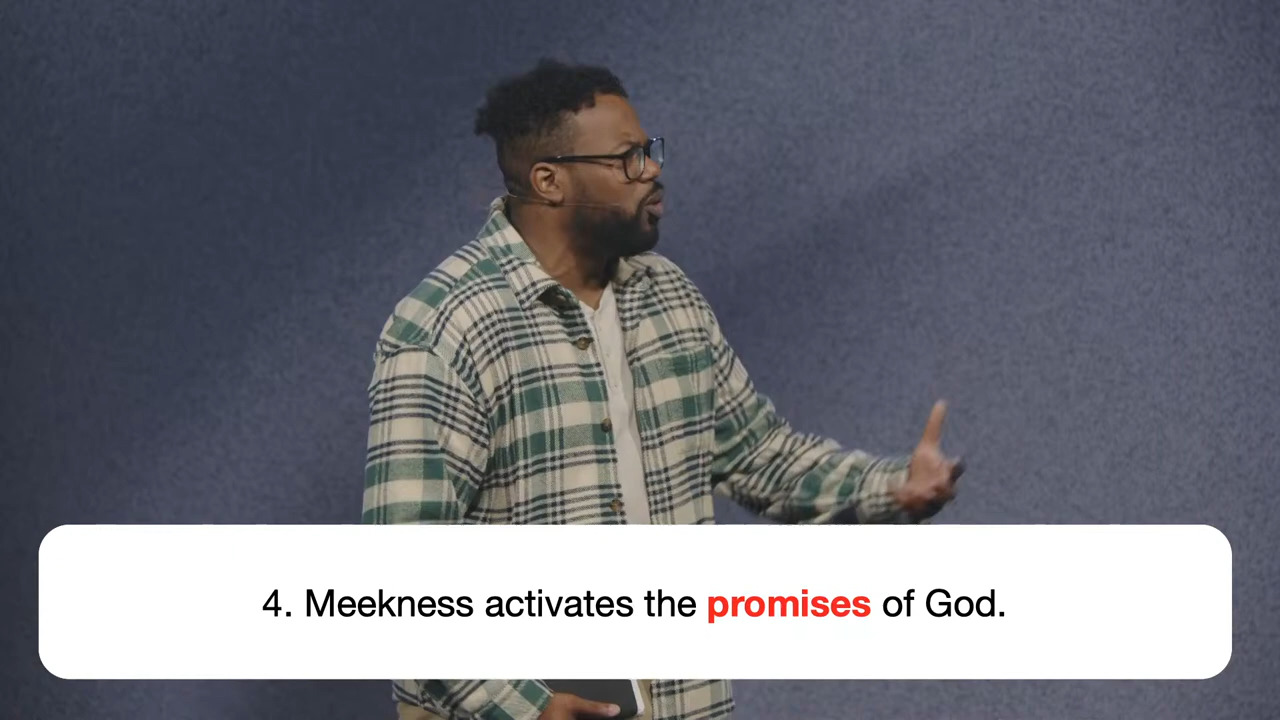 4. Meekness activates the promises of God.